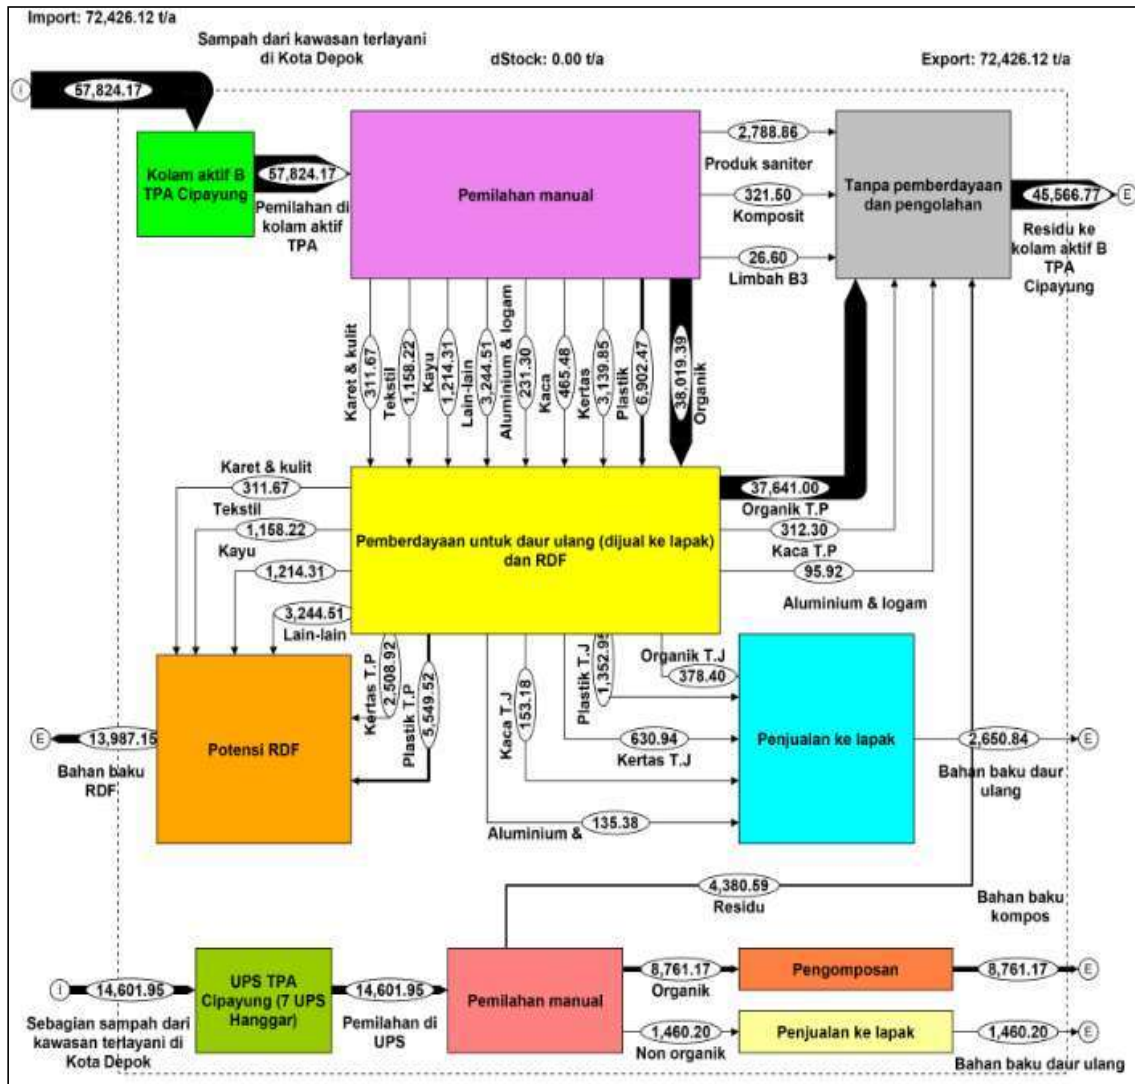 Import: 72,426.12 t/a
Sampah dari kawasan terlayani
di Kota Depok
dStock: 0.00 t/a
Export: 72,426.12 t/a
I
57,824.17
Kolam aktif B
TPA Cipayung
57,824.17
Pemilahan di
kolam aktif
TPA
Pemilahan manual
2,788.86
Produk saniter
321.50
Komposit
26.60
Limbah B3
Tanpa pemberdayaan
dan pengolahan
45,566.77
E
Residu ke
kolam aktif B
TPA
Cipayung
Karet & kulit
311.67
Tekstil
1,158.22
Kayu
1,214.31
Lain-lain
3,244.51
Aluminium & logam
231.30
Kaca
465.48
Kertas
3,139.85
Plastik
6,902.47
38,019.39
Organik
Karet & kulit
311.67
Tekstil
1,158.22
Kayu
1,214.31
3,244.51
Lain-lain
Pemberdayaan untuk daur ulang (dijual ke lapak)
dan RDF
37,641.00
Organik T.P
312.30
Kaca T.P
95.92
Aluminium & logam
Kertas T.P
2,508.92
Plastik T.P
5,549.52
Kaca T.J
153.18
Plastik T.J
1,352.95
Organik T.J
378.40
630.94
Kertas T.J
Aluminium &
135.38
E
13,987.15
Bahan baku
RDF
Potensi RDF
Penjualan ke lapak
2,650.84
E
Bahan baku daur
ulang
4,380.59
Residu
Bahan baku
kompos
I
14,601.95
Sebagian sampah dari
kawasan terlayani di
Kota Depok
UPS TPA
Cipayung (7 UPS
Hanggar)
14,601.95
Pemilahan di
UPS
Pemilahan manual
8,761.17
Organik
Pengomposan
8,761.17
E
1,460.20
Non organik
Penjualan ke lapak
1,460.20
E
Bahan baku daur ulang